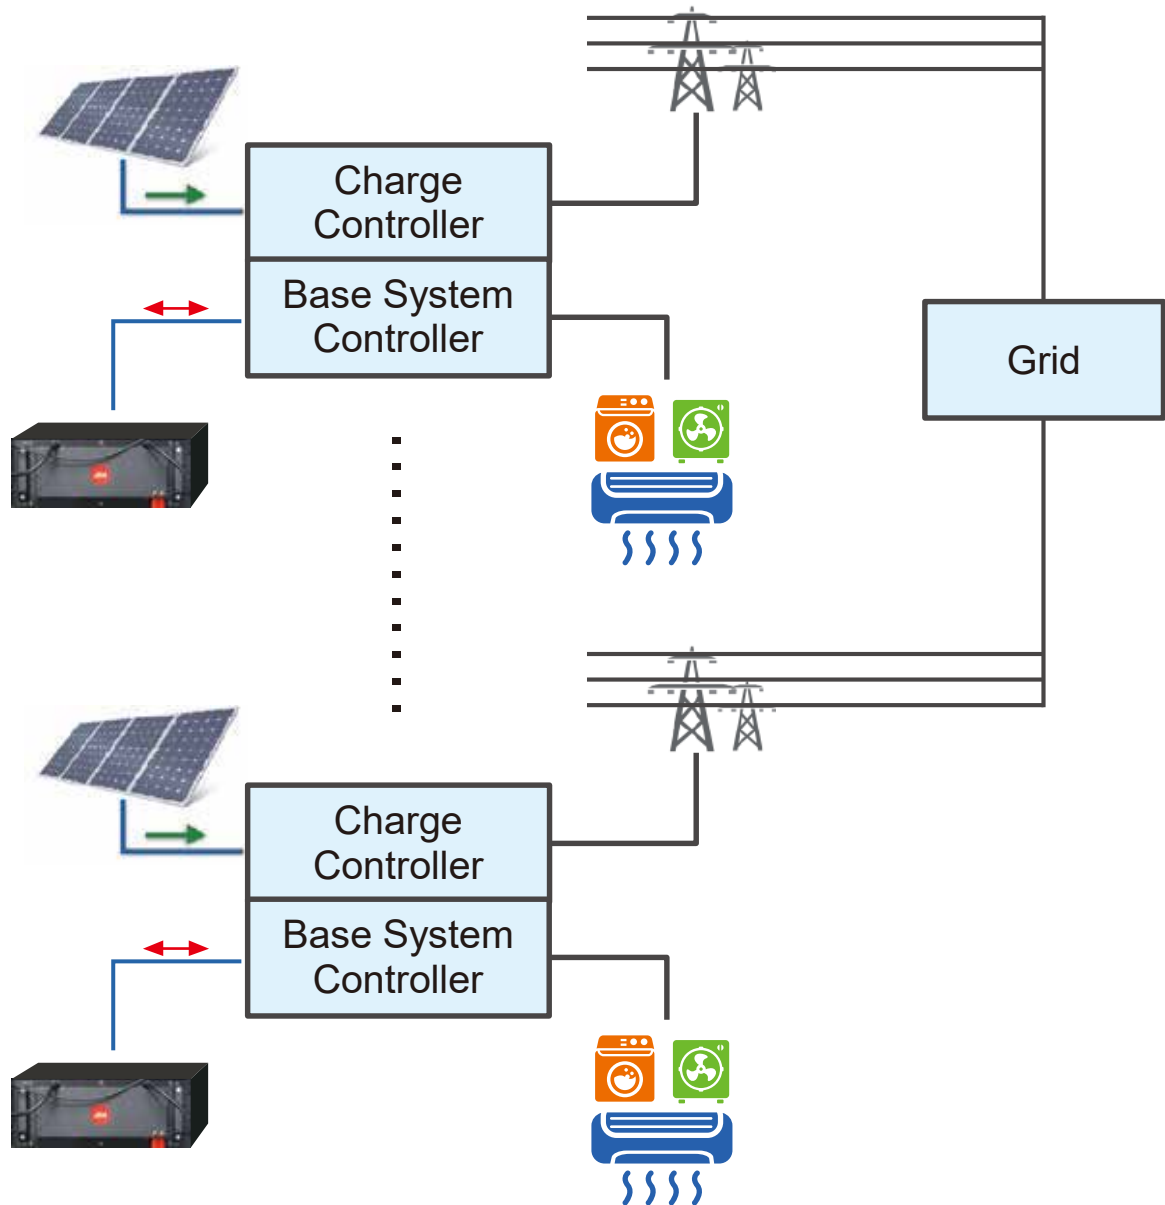 Charge
Controller
Base System
Controller
Grid
Charge
Controller
Base System
Controller